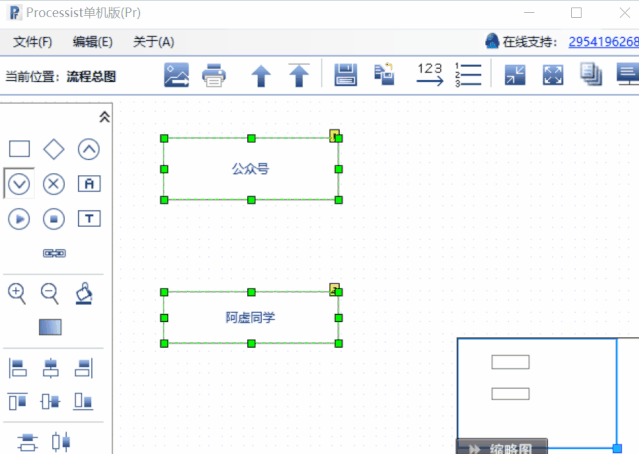 Processist单机版(Pr)
文件(F) 编辑(E) 关于(A) 在线支持： 2954196268
当前位置：流程总图
123
1
2
3
公众号
A
T
阿虚同学
缩略图